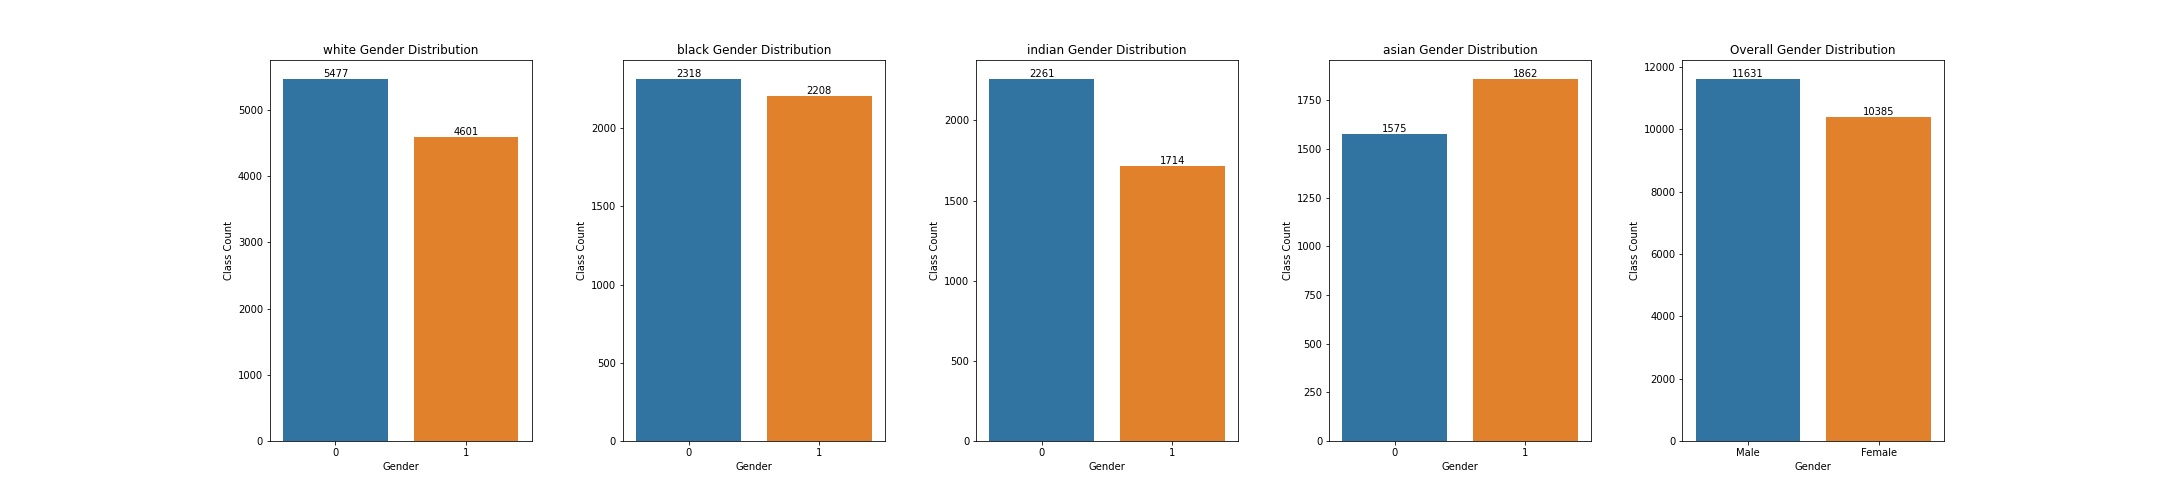 white Gender Distribution
5477
4601
5000
4000
3000
2000
1000
0
Class Count
0 1
Gender
black Gender Distribution
2318
2208
2000
1500
1000
500
0
Class Count
0 1
Gender
indian Gender Distribution
2261
1714
2000
1500
1000
500
0
Class Count
0 1
Gender
asian Gender Distribution
1862
1575
1750
1500
1250
1000
750
500
250
0
Class Count
0 1
Gender
Overall Gender Distribution
11631
10385
12000
10000
8000
6000
4000
2000
0
Class Count
Male Female
Gender